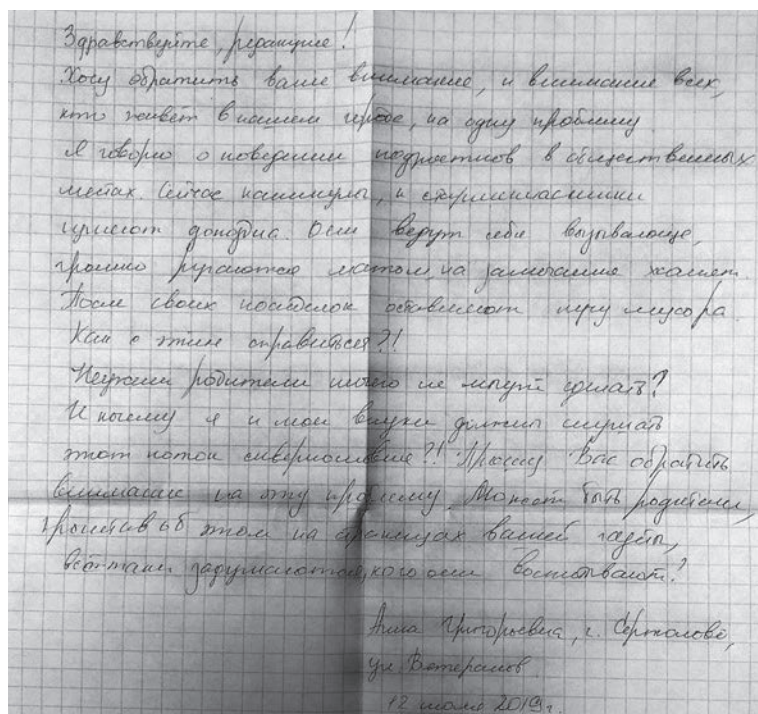 Здравствуйте, редакция!
Хочу обратить ваше внимание, и внимание всех,
кто живёт в нашем городе, на одну проблему.
Я говорю о поведении подростков в общественных
местах. Сейчас каникулы, и старшеклассники
гуляют допоздна. Они ведут себя вызывающе,
громко ругаются матом, на замечания хамят.
После своих посиделок оставляют кучу мусора.
Как с этим справиться?!
Неужели родители ничего не могут сделать?
И почему я и мои внуки должны слушать
этот поток сквернословия?! Прошу Вас обратить
внимание на эту проблему. Может быть родители,
прочитав об этом на страницах вашей газеты,
всё-таки задумаются, кого они воспитывают?
Анна Григорьевна, г. Сертолово,
ул. Ветеранов.
12 июля 2019 г.